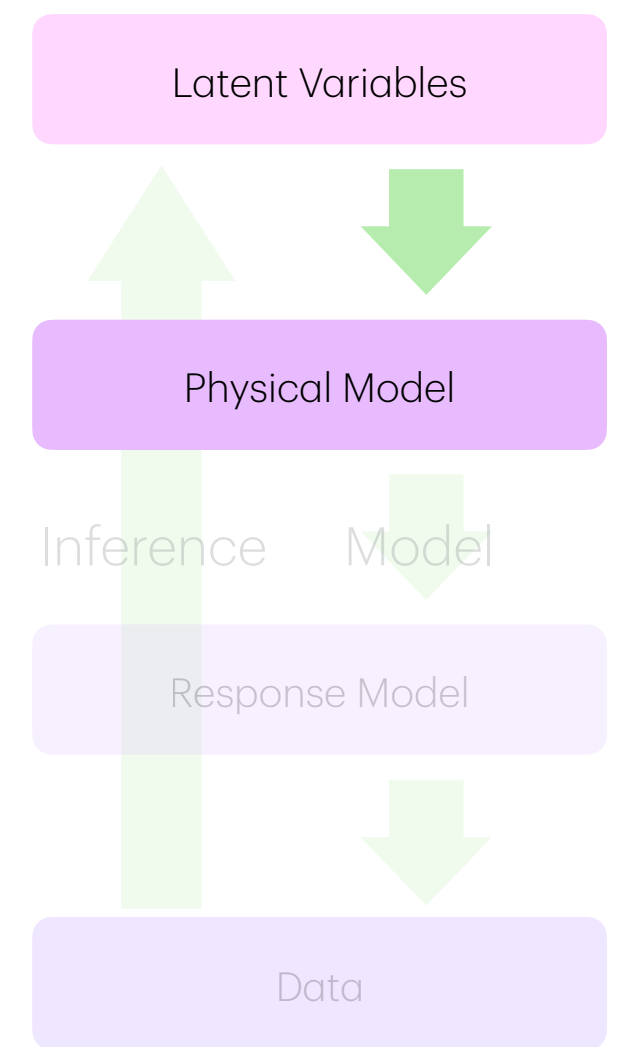 Latent Variables
Physical Model
Inference
Model
Response Model
Data